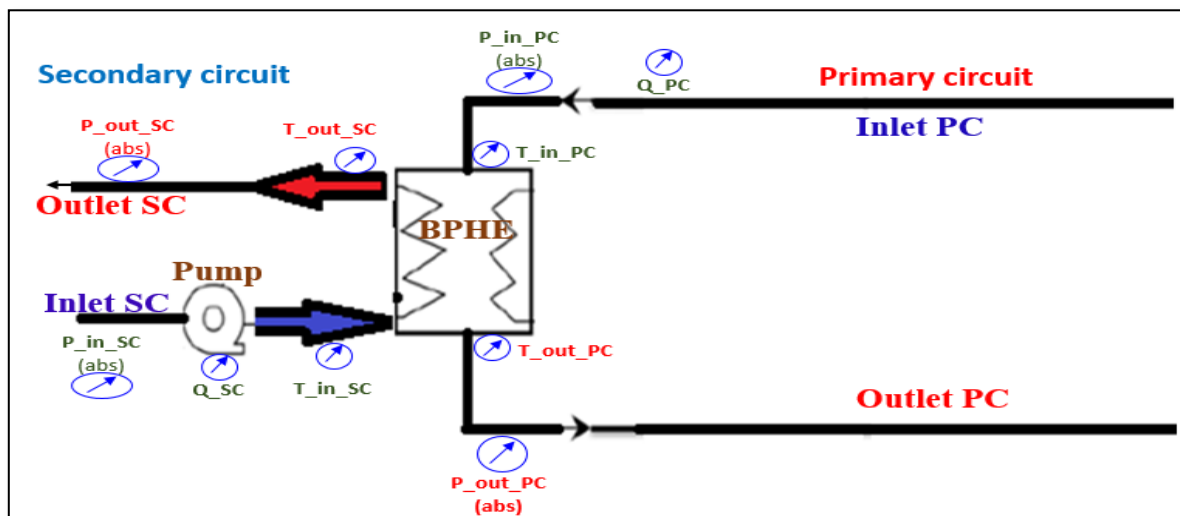 P_in_PC
(abs)
Secondary circuit
Primary circuit
Q_PC
P_out_SC
(abs)
T_out_SC
Inlet PC
T_in_PC
Outlet SC
BPHE
Pump
Inlet SC
P_in_SC
(abs)
Q_SC
T_in_SC
T_out_PC
Outlet PC
P_out_PC
(abs)